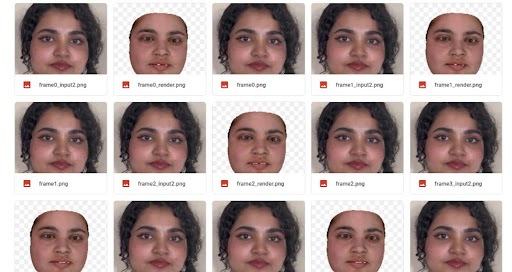 frame0_input2.png
frame0_render.png
frame0.png
frame1_input2.png
frame1_render.png
frame1.png
frame2_input2.png
frame2_render.png
frame2.png
frame3_input2.png